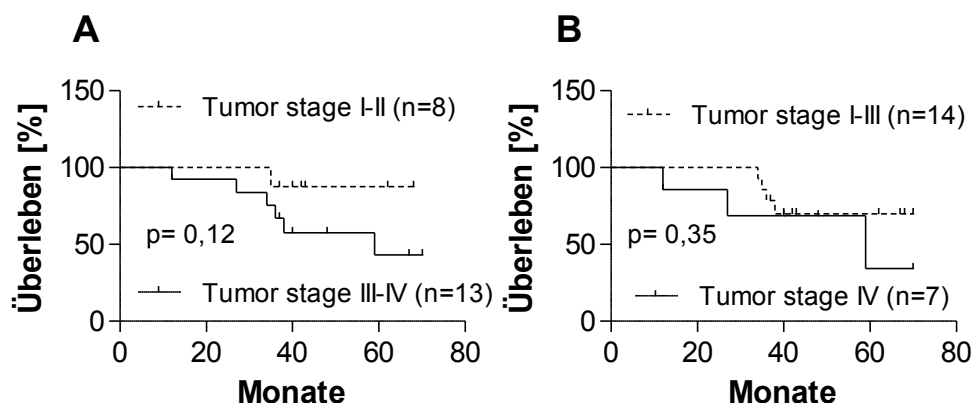 A
Überleben [%]
150
100
50
0
Tumor stage I-II (n=8)
p= 0,12
Tumor stage III-IV (n=13)
0 20 40 60 80
Monate
B
Überleben [%]
150
100
50
0
Tumor stage I-III (n=14)
p= 0,35
Tumor stage IV (n=7)
0 20 40 60 80
Monate